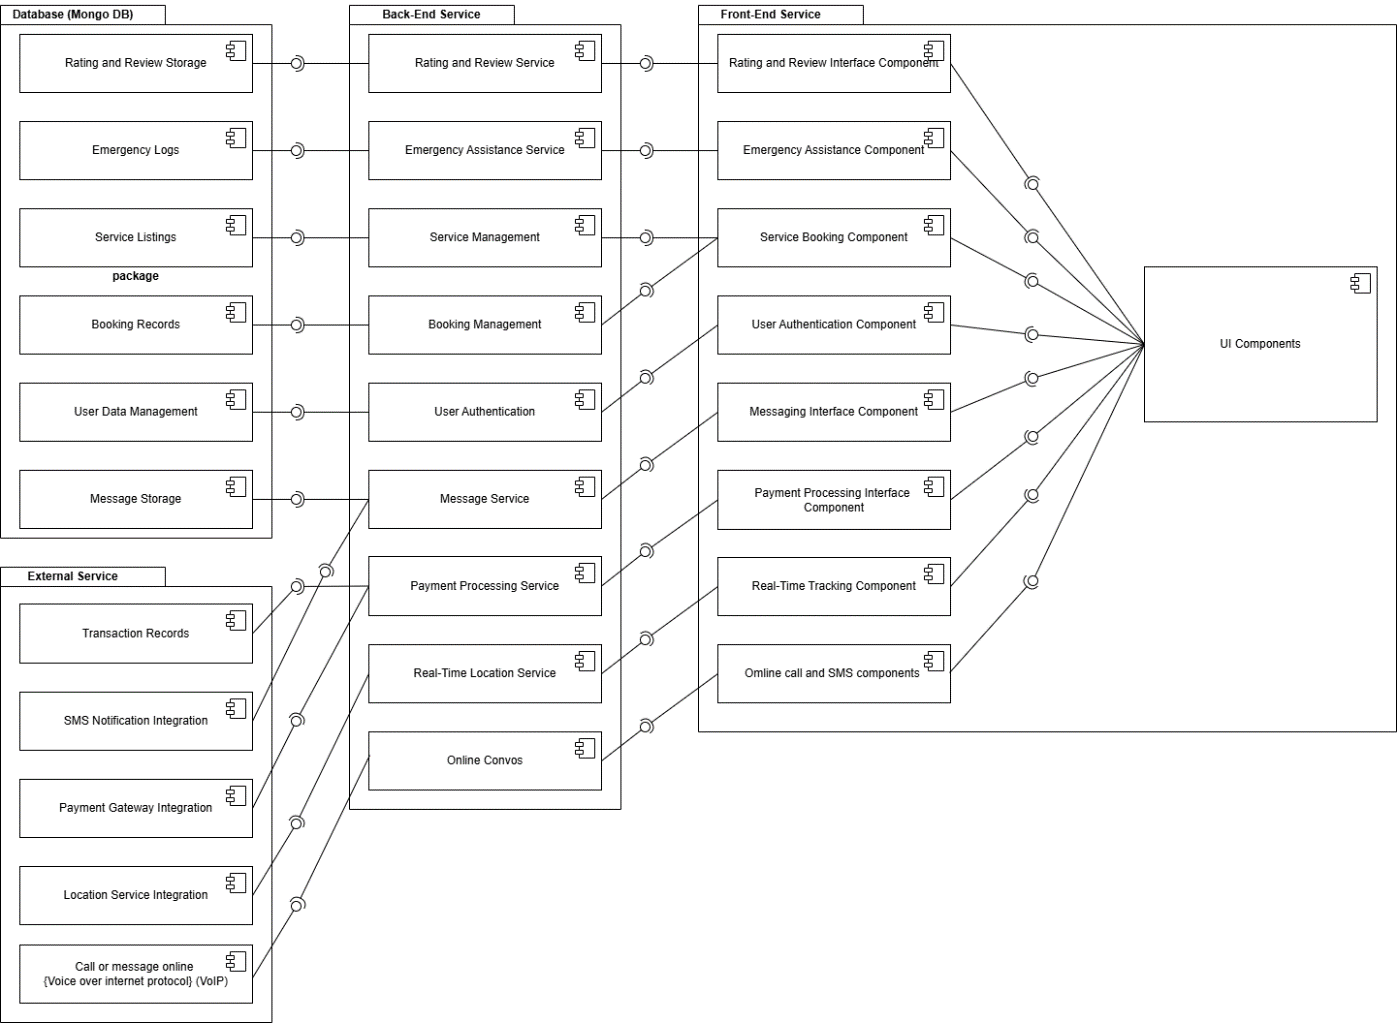 Database (Mongo DB)
Rating and Review Storage
Emergency Logs
Service Listings
package
Booking Records
User Data Management
Message Storage
External Service
Transaction Records
SMS Notification Integration
Payment Gateway Integration
Location Service Integration
Call or message online
{Voice over internet protocol} (VoIP)
Back-End Service
Rating and Review Service
Emergency Assistance Service
Service Management
Booking Management
User Authentication
Message Service
Payment Processing Service
Real-Time Location Service
Online Convos
Front-End Service
Rating and Review Interface Component
Emergency Assistance Component
Service Booking Component
User Authentication Component
Messaging Interface Component
Payment Processing Interface
Component
Real-Time Tracking Component
Omline call and SMS components
UI Components